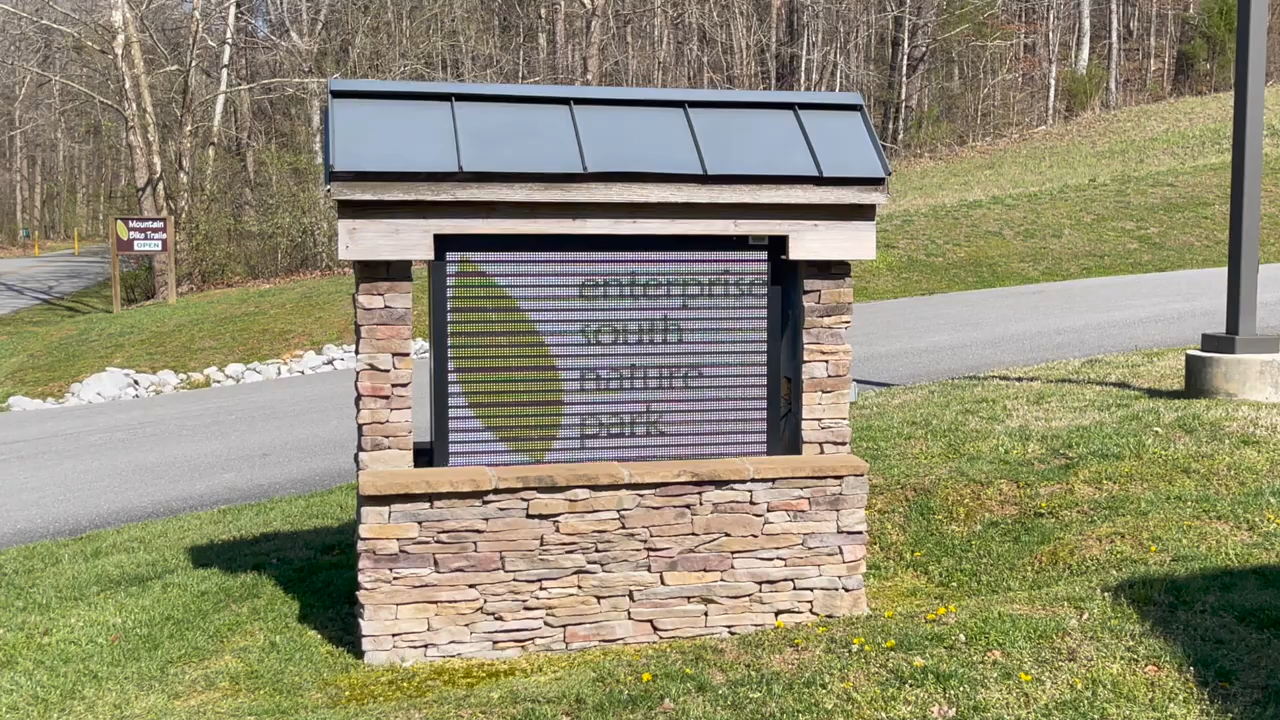 Mountain
Bike Trails
OPEN
enterprise
south
nature
park